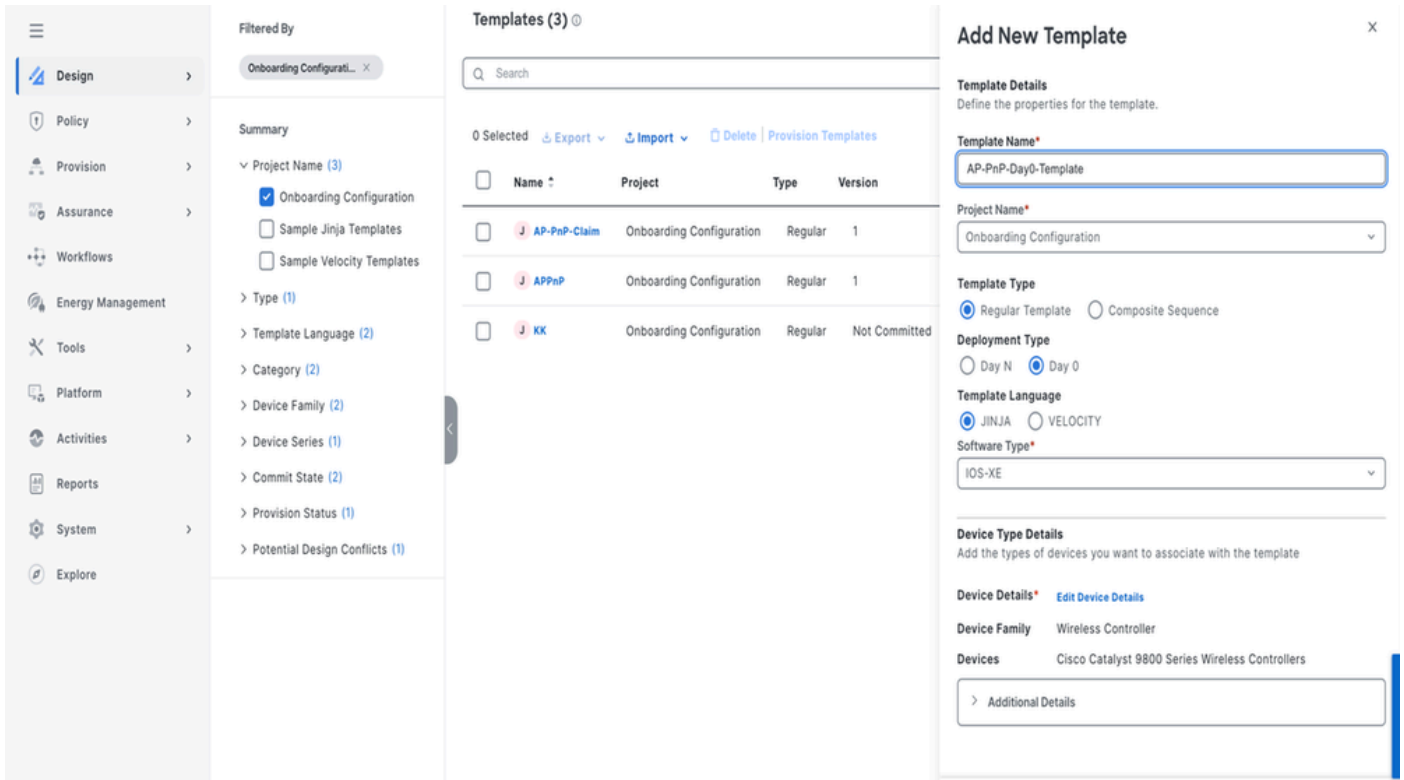 Design
Policy
Provision
Assurance
Workflows
Energy Management
Tools
Platform
Activities
Reports
System
Explore
Filtered By
Onboarding Configurati...
Summary
Project Name (3)
Onboarding Configuration
Sample Jinja Templates
Sample Velocity Templates
Type (1)
Template Language (2)
Category (2)
Device Family (2)
Device Series (1)
Commit State (2)
Provision Status (1)
Potential Design Conflicts (1)
Templates (3)
Search
0 Selected Export Import Delete | Provision Templates
Name Project Type Version
J AP-PnP-Claim Onboarding Configuration Regular 1
J APPnP Onboarding Configuration Regular 1
J KK Onboarding Configuration Regular Not Committed
Add New Template
Template Details
Define the properties for the template.
Template Name*
AP-PnP-Day0-Template
Project Name*
Onboarding Configuration
Template Type
Regular Template Composite Sequence
Deployment Type
Day N Day 0
Template Language
JINJA VELOCITY
Software Type*
IOS-XE
Device Type Details
Add the types of devices you want to associate with the template
Device Details* Edit Device Details
Device Family Wireless Controller
Devices Cisco Catalyst 9800 Series Wireless Controllers
Additional Details